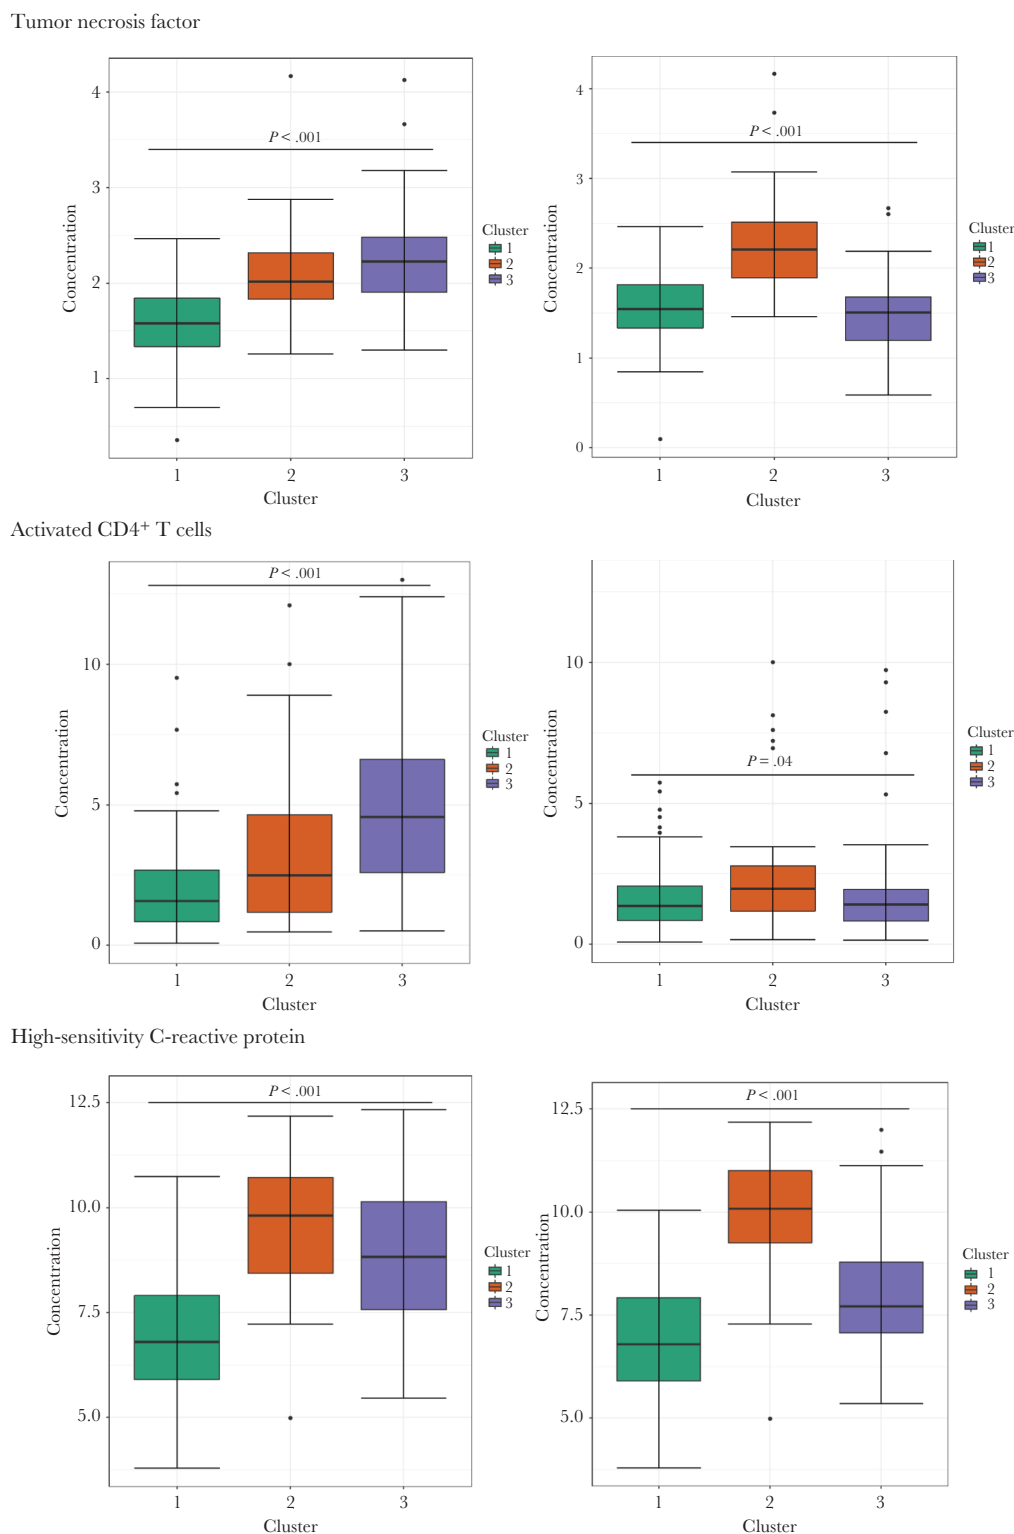 Tumor necrosis factor
4
3
2
1
Concentration
P < .001
1 2 3
Cluster
Cluster
1
2
3
4
3
2
1
0
Concentration
P < .001
1 2 3
Cluster
Cluster
1
2
3
Activated CD4+ T cells
10
5
0
Concentration
P < .001
1 2 3
Cluster
Cluster
1
2
3
10
5
0
Concentration
P = .04
1 2 3
Cluster
Cluster
1
2
3
High-sensitivity C-reactive protein
12.5
10.0
7.5
5.0
Concentration
P < .001
1 2 3
Cluster
Cluster
1
2
3
12.5
10.0
7.5
5.0
Concentration
P < .001
1 2 3
Cluster
Cluster
1
2
3